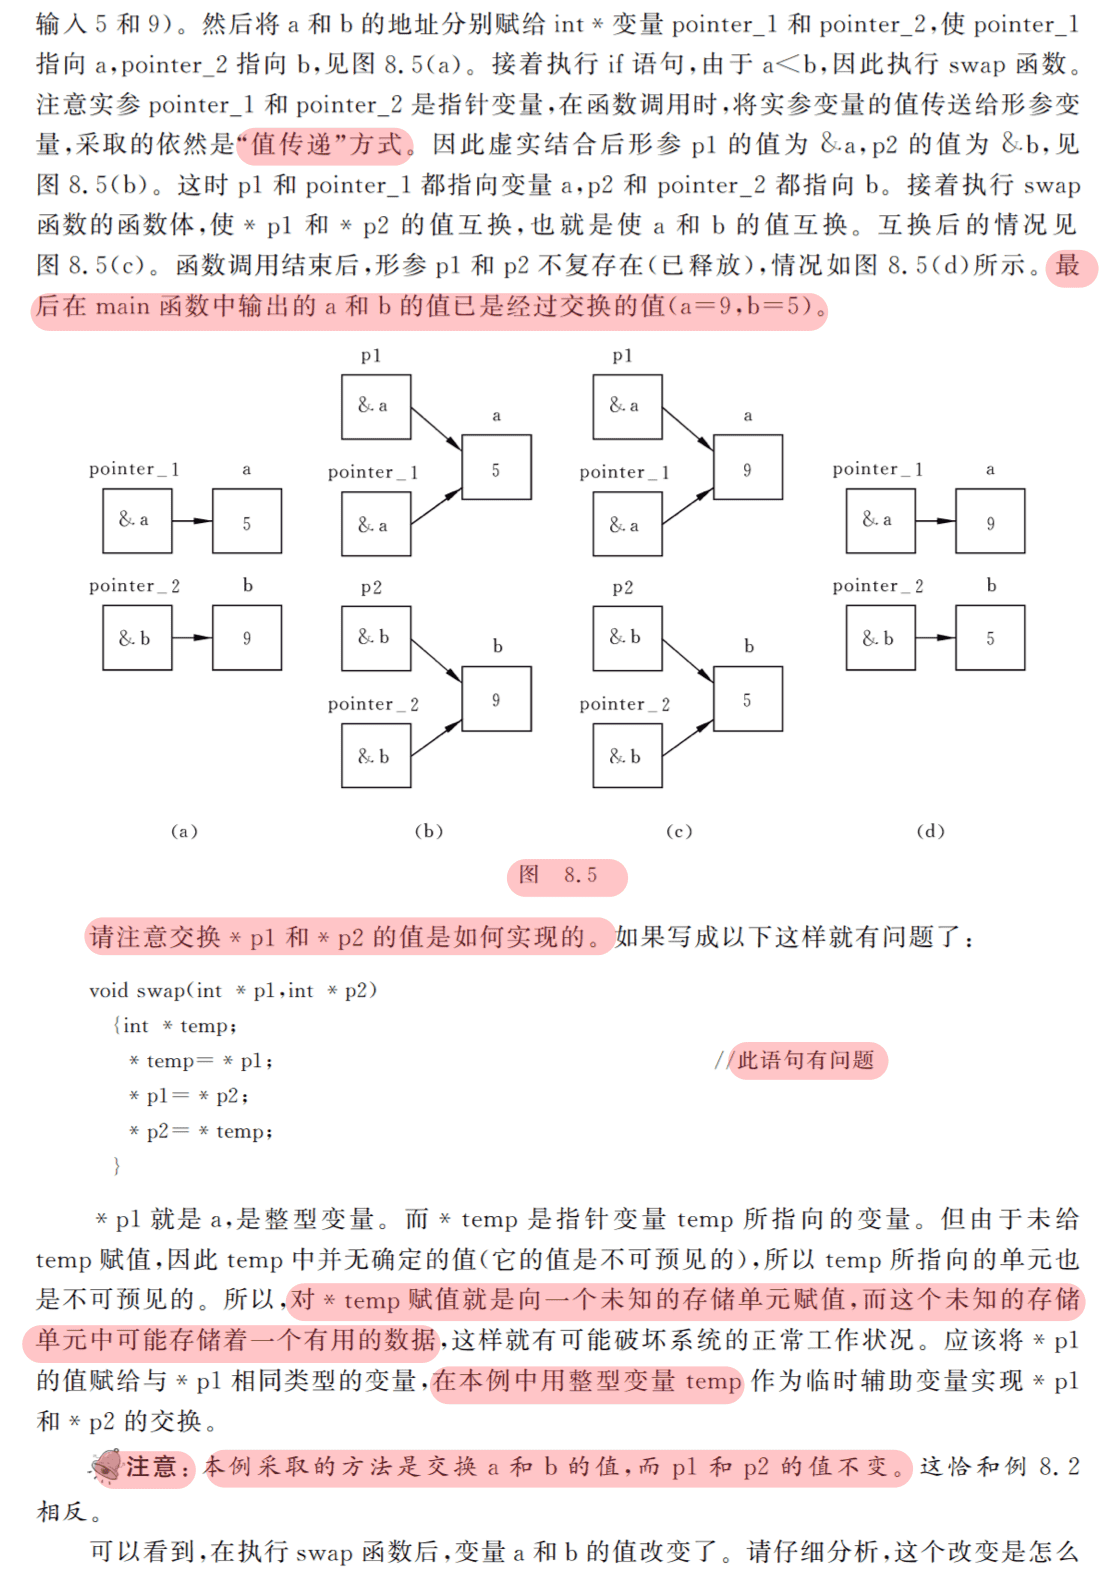 输入 5 和 9)。然后将 a 和 b 的地址分别赋给 int * 变量 pointer_1 和 pointer_2,使 pointer_1
指向 a,pointer_2 指向 b,见图 8.5(a)。接着执行 if 语句,由于 a<b,因此执行 swap 函数。
注意实参 pointer_1 和 pointer_2 是指针变量,在函数调用时,将实参变量的值传送给形参变
量,采取的依然是“值传递”方式。因此虚实结合后形参 p1 的值为 &a,p2 的值为 &b,见
图 8.5(b)。这时 p1 和 pointer_1 都指向变量 a,p2 和 pointer_2 都指向 b。接着执行 swap
函数的函数体,使 * p1 和 * p2 的值互换,也就是使 a 和 b 的值互换。互换后的情况见
图 8.5(c)。函数调用结束后,形参 p1 和 p2 不复存在(已释放),情况如图 8.5(d)所示。最
后在 main 函数中输出的 a 和 b 的值已是经过交换的值(a=9,b=5)。
pointer_1 a
&a 5
pointer_2 b
&b 9
(a)
p1
&a
a
5
pointer_1
&a
p2
&b
b
9
pointer_2
&b
(b)
p1
&a
a
9
pointer_1
&a
p2
&b
b
5
pointer_2
&b
(c)
pointer_1 a
&a 9
pointer_2 b
&b 5
(d)
图 8.5
请注意交换 * p1 和 * p2 的值是如何实现的。如果写成以下这样就有问题了:
void swap(int * p1,int * p2)
{int * temp;
* temp= * p1; //此语句有问题
* p1= * p2;
* p2= * temp;
}
* p1 就是 a,是整型变量。而 * temp 是指针变量 temp 所指向的变量。但由于未给
temp 赋值,因此 temp 中并无确定的值(它的值是不可预见的),所以 temp 所指向的单元也
是不可预见的。所以,对 * temp 赋值就是向一个未知的存储单元赋值,而这个未知的存储
单元中可能存储着一个有用的数据,这样就有可能破坏系统的正常工作状况。应该将 * p1
的值赋给与 * p1 相同类型的变量,在本例中用整型变量 temp 作为临时辅助变量实现 * p1
和 * p2 的交换。
注意:本例采取的方法是交换 a 和 b 的值,而 p1 和 p2 的值不变。这恰和例 8.2
相反。
可以看到,在执行 swap 函数后,变量 a 和 b 的值改变了。请仔细分析,这个改变是怎么